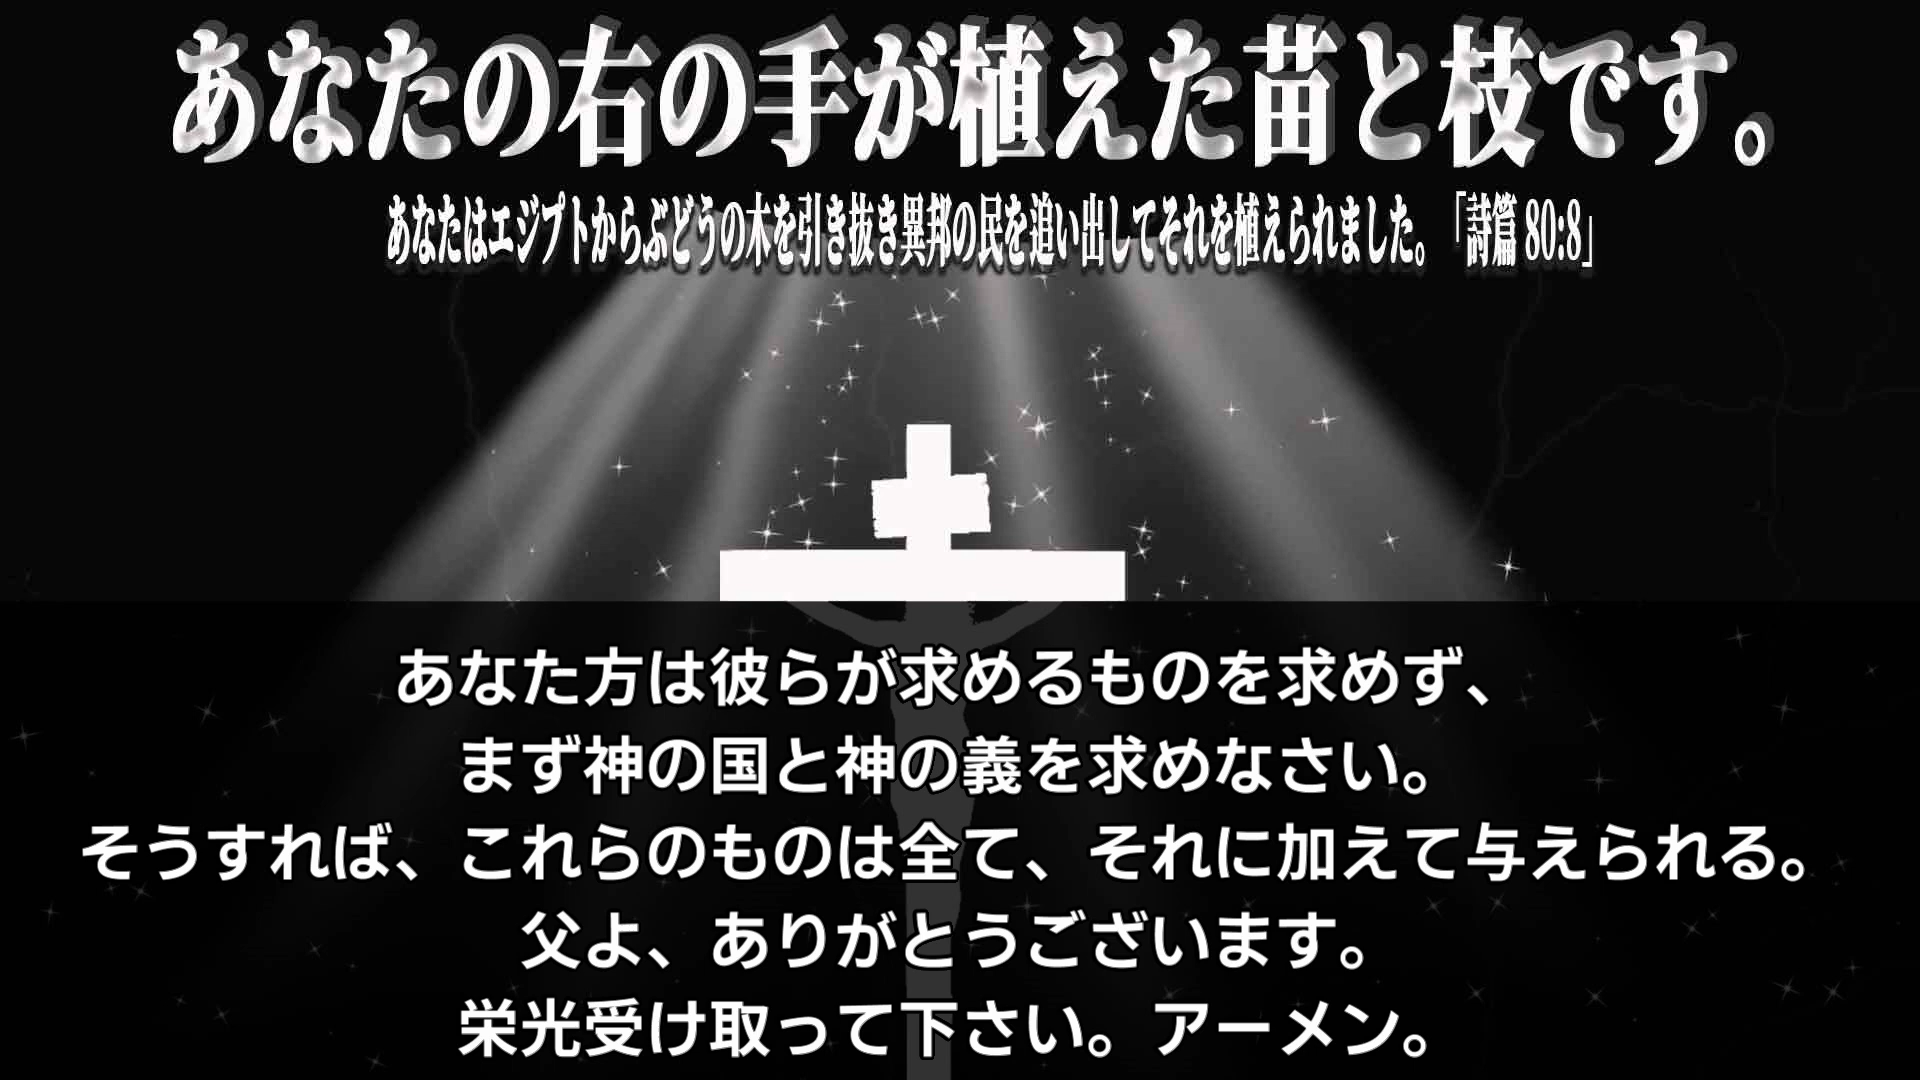 あなたの右の手が植えた苗と枝です。
あなたはエジプトからぶどうの木を引き抜き異邦の民を追い出してそれを植えられました。「詩篇 80:8」
あなた方は彼らが求めるものを求めず、
まず神の国と神の義を求めなさい。
そうすれば、これらのものは全て、それに加えて与えられる。
父よ、ありがとうございます。
栄光受け取って下さい。アーメン。